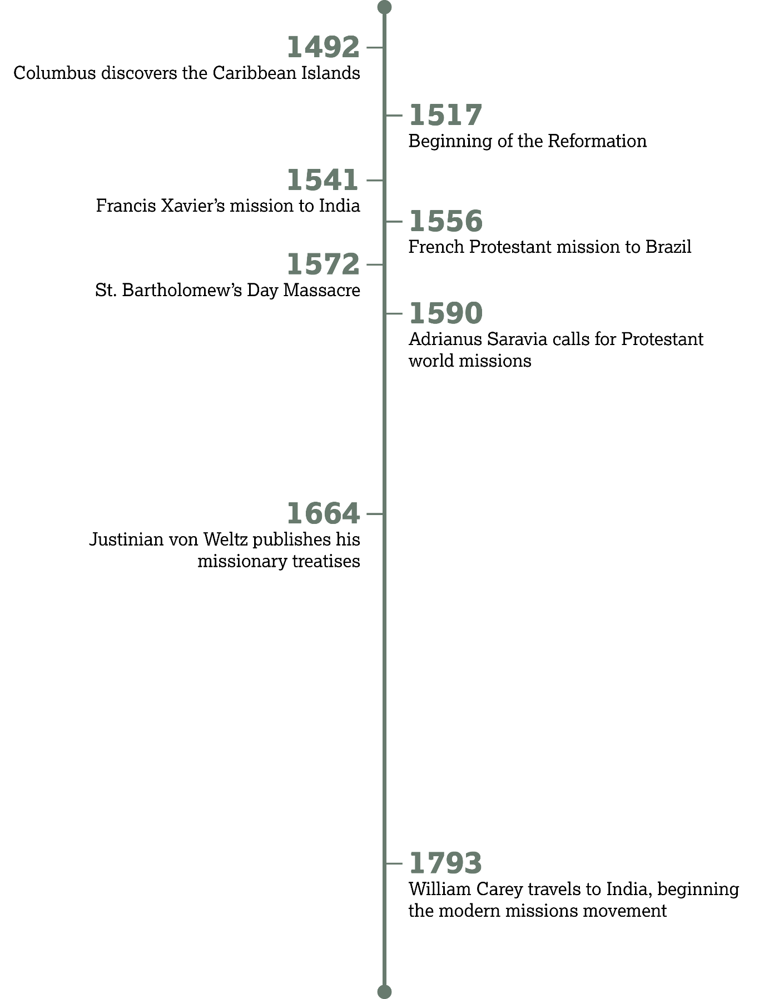 1492
Columbus discovers the Caribbean Islands
1517
Beginning of the Reformation
1541
Francis Xavier’s mission to India
1556
French Protestant mission to Brazil
1572
St. Bartholomew’s Day Massacre
1590
Adrianus Saravia calls for Protestant
world missions
1664
Justinian von Weltz publishes his
missionary treatises
1793
William Carey travels to India, beginning
the modern missions movement